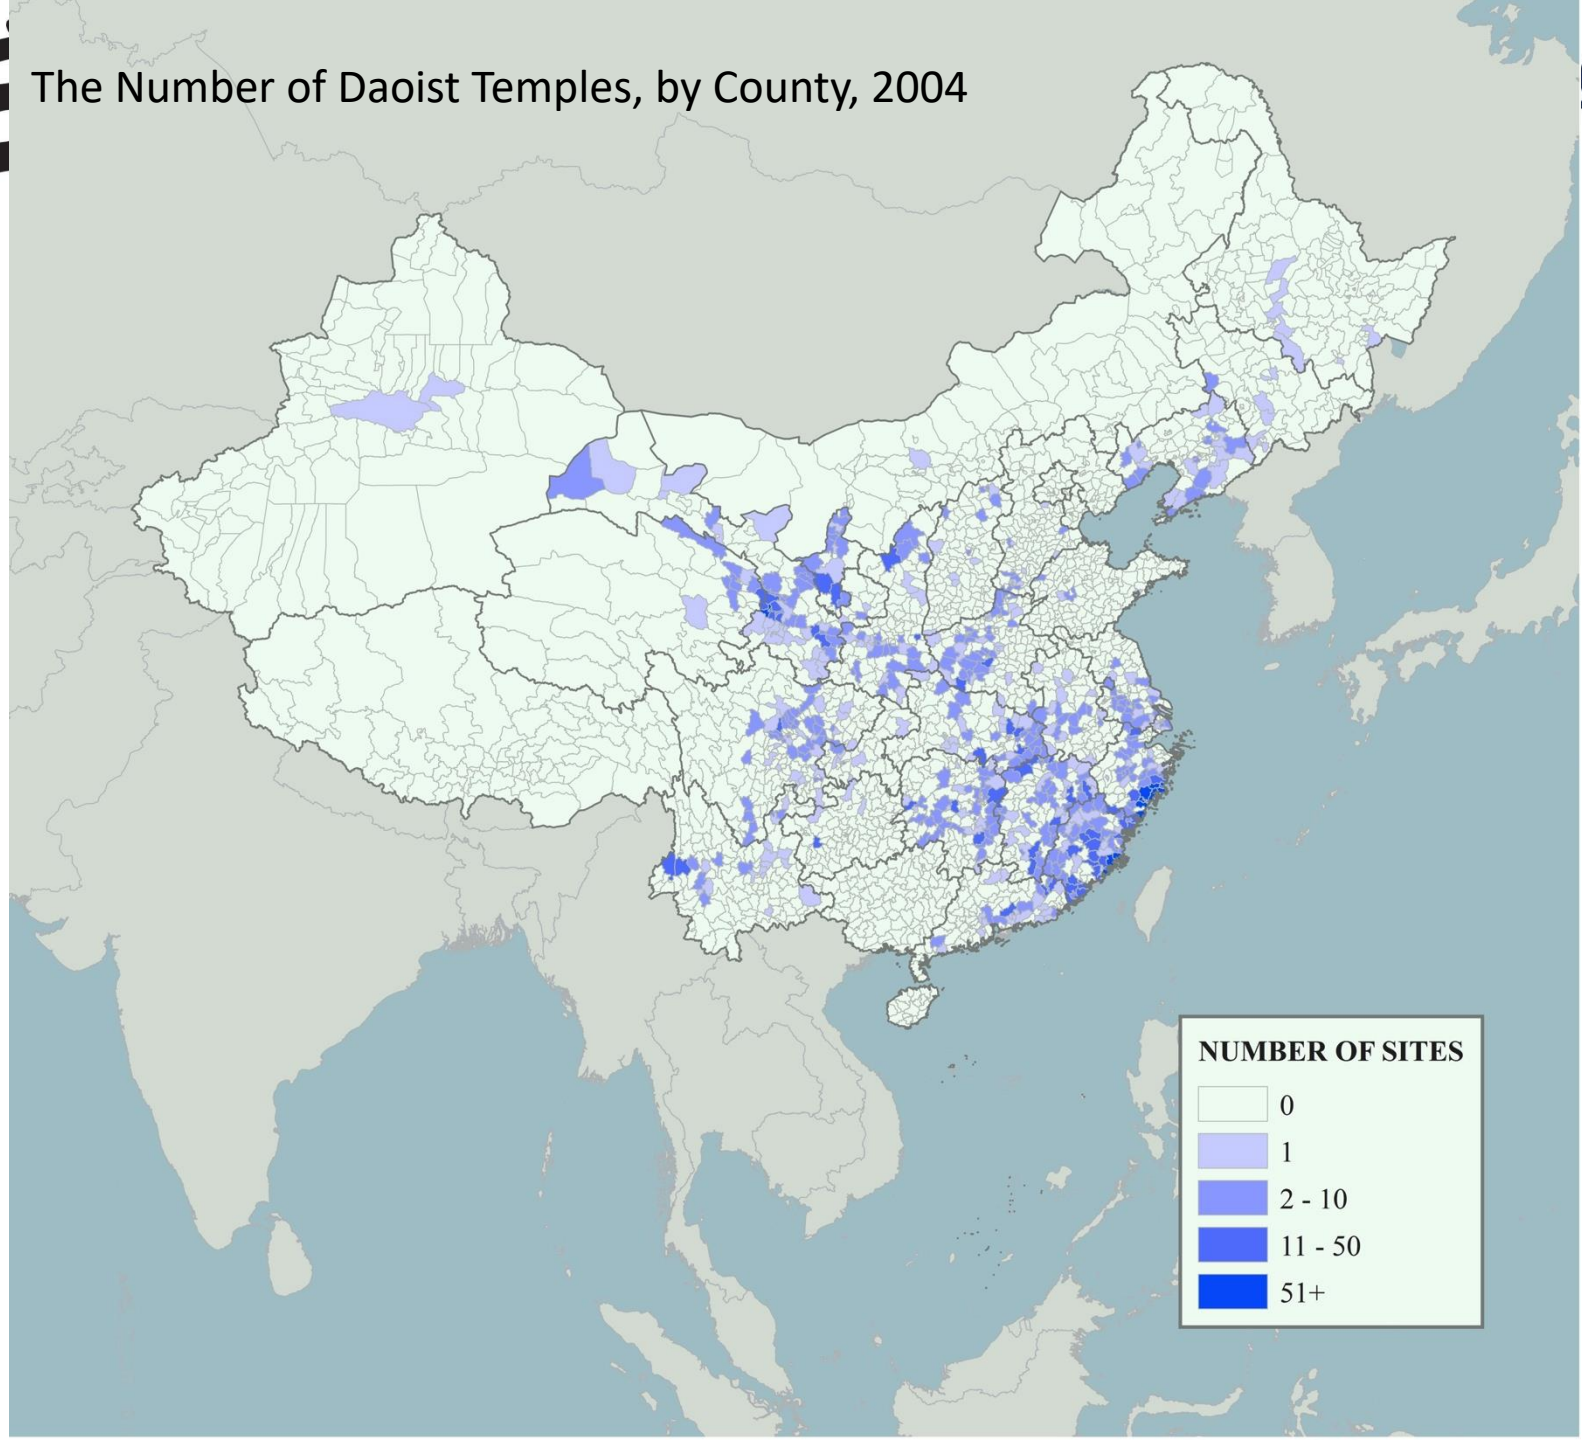 The Number of Daoist Temples, by County, 2004
NUMBER OF SITES
0
1
2 - 10
11 - 50
51+